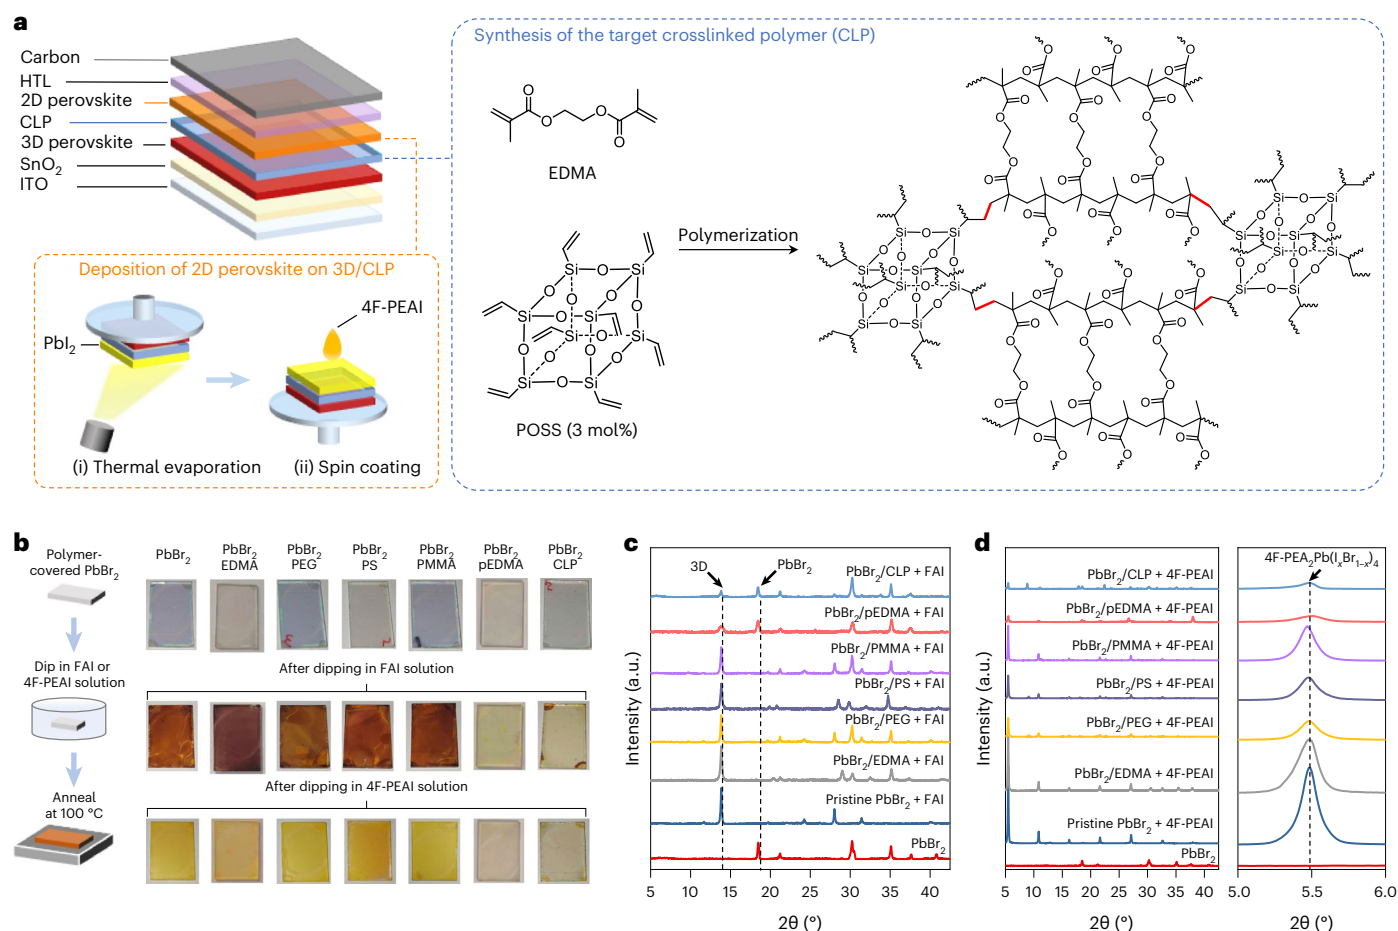 a
Carbon
HTL
2D perovskite
CLP
3D perovskite
SnO2
ITO
Deposition of 2D perovskite on 3D/CLP
4F-PEAI
PbI2
(i) Thermal evaporation
(ii) Spin coating
Synthesis of the target crosslinked polymer (CLP)
EDMA
POSS (3 mol%)
Polymerization
b
Polymer-
covered PbBr2
Dip in FAI or
4F-PEAI solution
Anneal
at 100 °C
PbBr2
PbBr2
EDMA
PbBr2
PEG
PbBr2
PS
PbBr2
PMMA
PbBr2
pEDMA
PbBr2
CLP
After dipping in FAI solution
After dipping in 4F-PEAI solution
c
Intensity (a.u.)
3D
PbBr2
PbBr2/CLP + FAI
PbBr2/pEDMA + FAI
PbBr2/PMMA + FAI
PbBr2/PS + FAI
PbBr2/PEG + FAI
PbBr2/EDMA + FAI
Pristine PbBr2 + FAI
PbBr2
5 10 15 20 25 30 35 40
2θ (°)
d
Intensity (a.u.)
PbBr2/CLP + 4F-PEAI
PbBr2/pEDMA + 4F-PEAI
PbBr2/PMMA + 4F-PEAI
PbBr2/PS + 4F-PEAI
PbBr2/PEG + 4F-PEAI
PbBr2/EDMA + 4F-PEAI
Pristine PbBr2 + 4F-PEAI
PbBr2
5 10 15 20 25 30 35 40
2θ (°)
4F-PEA2Pb(IxBr1−x)4
5.0 5.5 6.0
2θ (°)